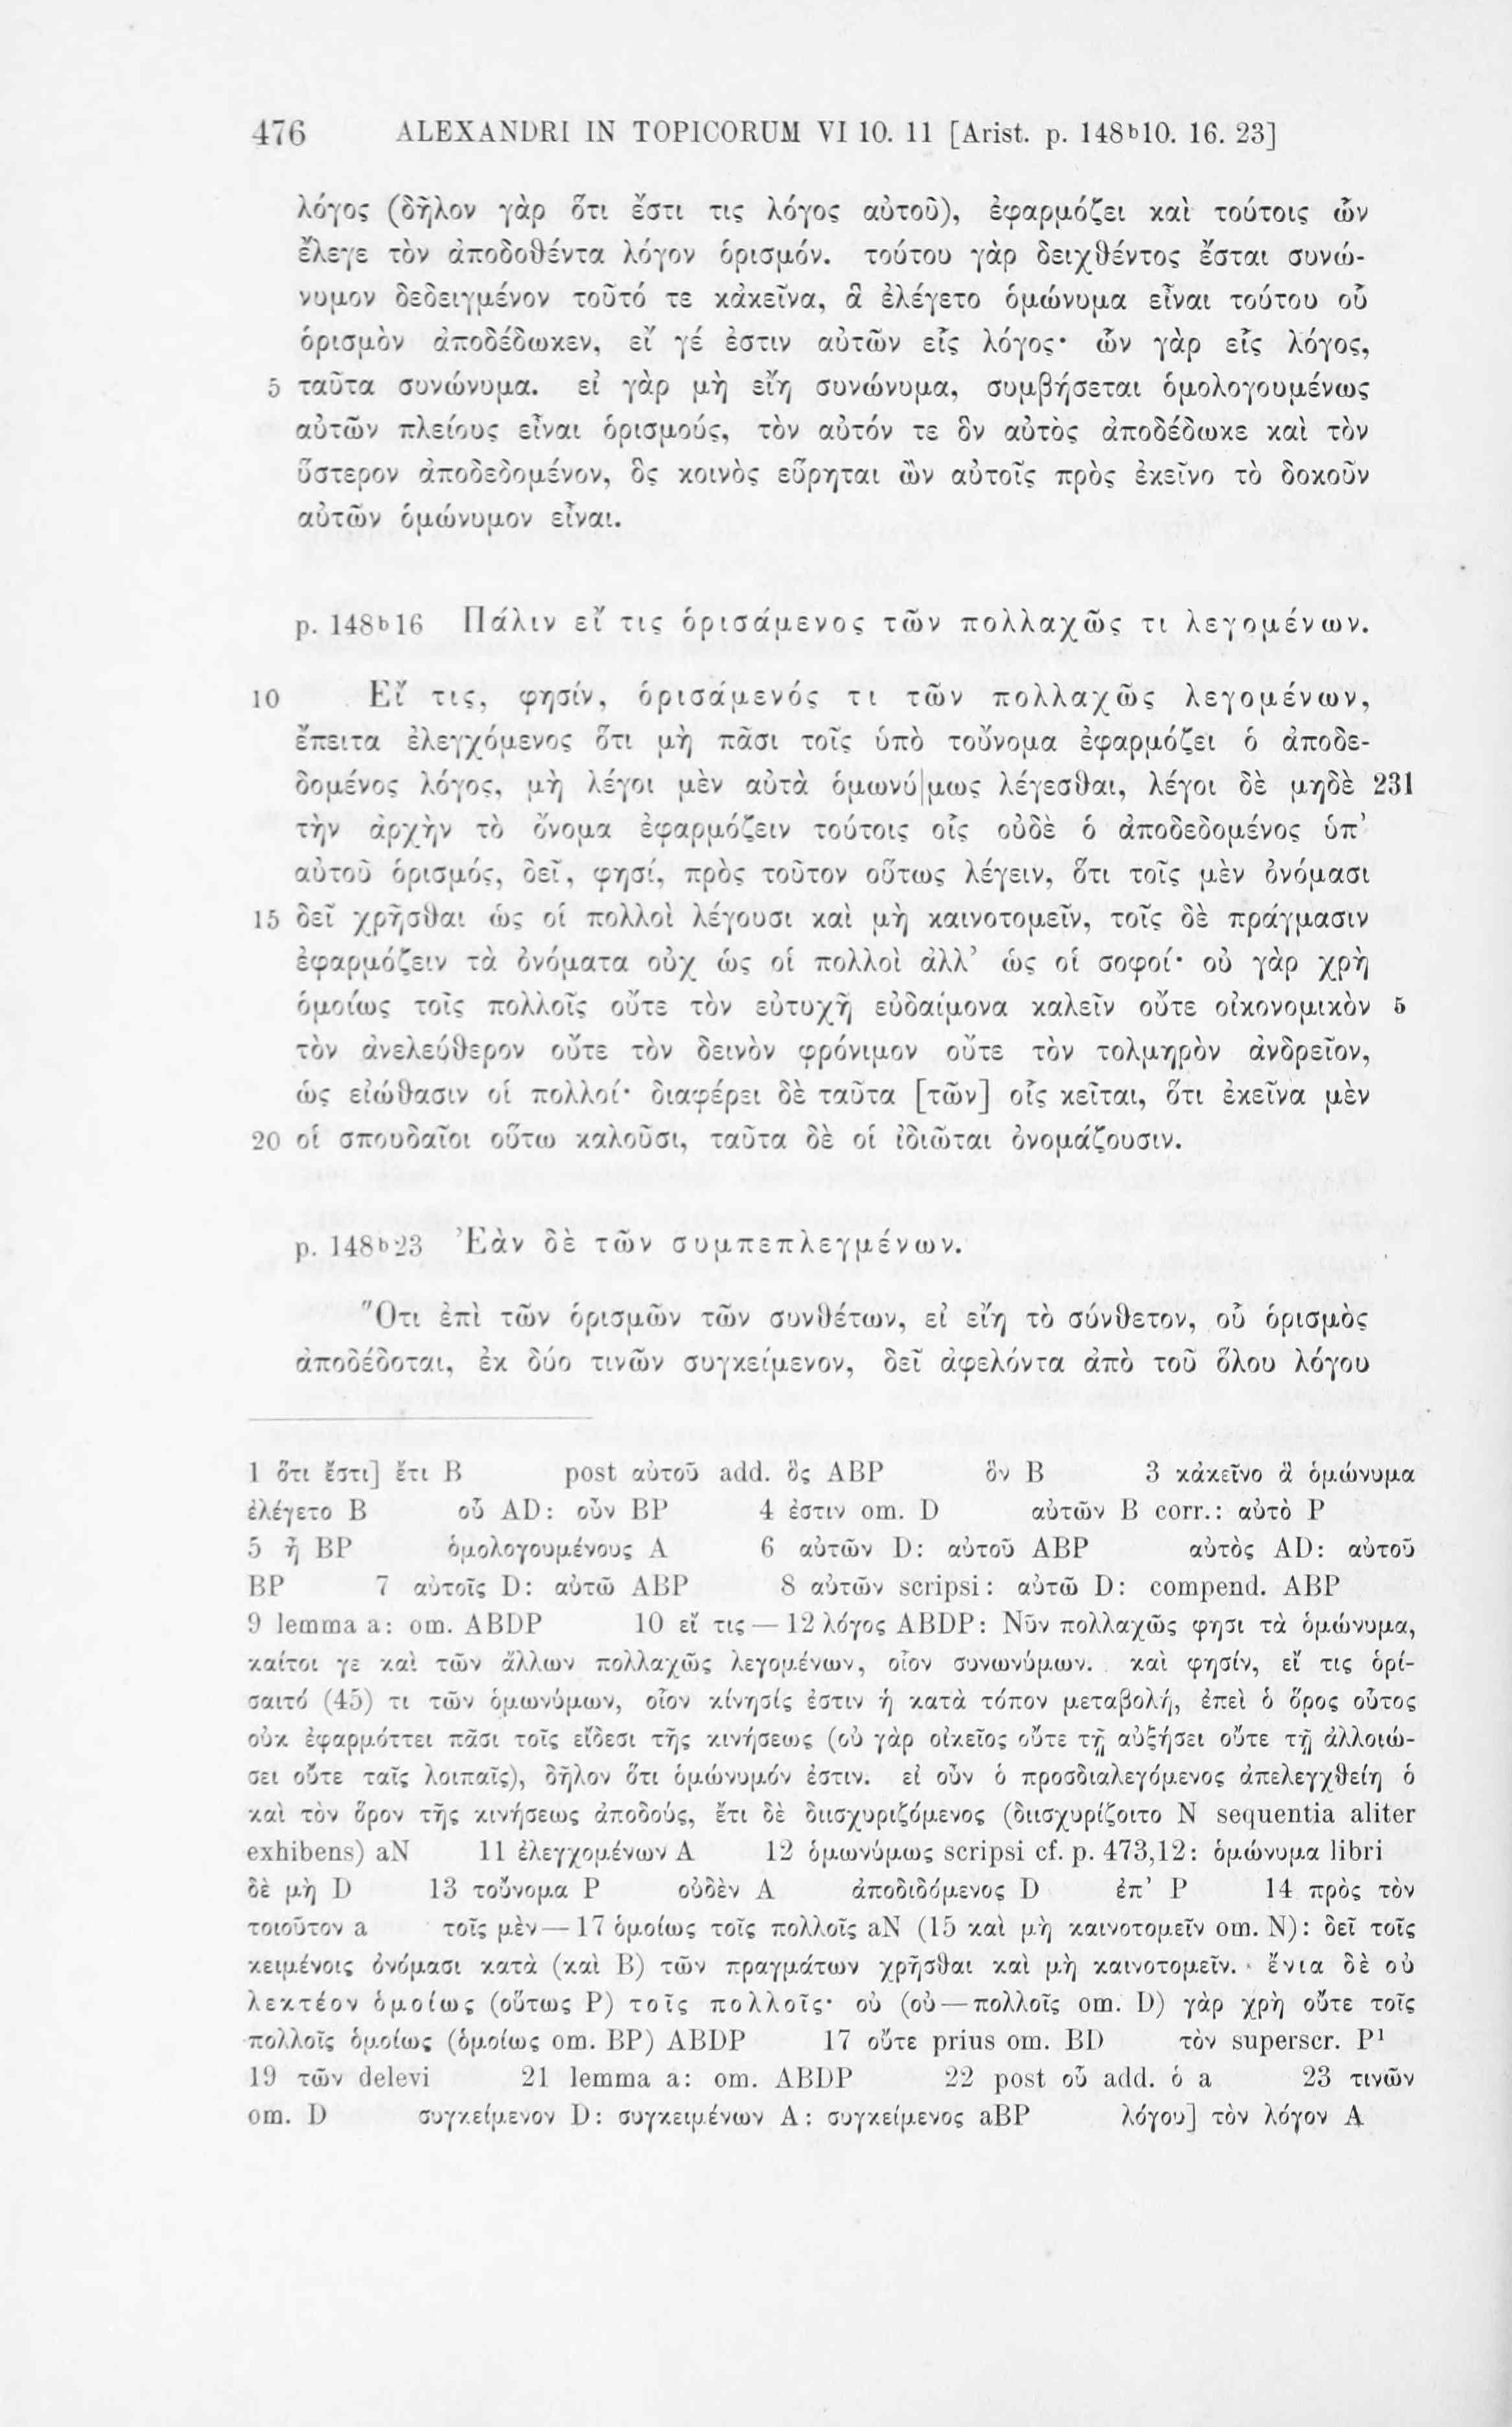 476 ALEXANDRI IN TOPICORUM VI 10. 11 [Arist. p. 148ᵇ10. 16. 23]
λόγος (δῆλον γὰρ ὅτι ἔστι τις λόγος αὐτοῦ), ἐφαρμόζει καὶ τούτοις ὧν
ἔλεγε τὸν ἀποδοθέντα λόγον ὁρισμόν. τούτου γὰρ δειχθέντος ἔσται συνώ-
νυμον δεδειγμένον τοῦτό τε κἀκεῖνα, ἃ ἐλέγετο ὁμώνυμα εἶναι τούτου οὗ
ὁρισμὸν ἀποδέδωκεν, εἴ γέ ἐστιν αὐτῶν εἷς λόγος· ὧν γὰρ εἷς λόγος,
5 ταῦτα συνώνυμα. εἰ γὰρ μὴ εἴη συνώνυμα, συμβήσεται ὁμολογουμένως
αὐτῶν πλείους εἶναι ὁρισμούς, τὸν αὐτόν τε ὃν αὐτὸς ἀποδέδωκε καὶ τὸν
ὕστερον ἀποδεδομένον, ὃς κοινὸς εὕρηται ὢν αὐτοῖς πρὸς ἐκεῖνο τὸ δοκοῦν
αὐτῶν ὁμώνυμον εἶναι.
p. 148ᵇ16 Πάλιν εἴ τις ὁρισάμενος τῶν πολλαχῶς τι λεγομένων.
10 Εἴ τις, φησίν, ὁρισάμενός τι τῶν πολλαχῶς λεγομένων,
ἔπειτα ἐλεγχόμενος ὅτι μὴ πᾶσι τοῖς ὑπὸ τοὔνομα ἐφαρμόζει ὁ ἀποδε-
δομένος λόγος, μὴ λέγοι μὲν αὐτὰ ὁμωνύ|μως λέγεσθαι, λέγοι δὲ μηδὲ 231
τὴν ἀρχὴν τὸ ὄνομα ἐφαρμόζειν τούτοις οἷς οὐδὲ ὁ ἀποδεδομένος ὑπ’
αὐτοῦ ὁρισμός, δεῖ, φησί, πρὸς τοῦτον οὕτως λέγειν, ὅτι τοῖς μὲν ὀνόμασι
15 δεῖ χρῆσθαι ὡς οἱ πολλοὶ λέγουσι καὶ μὴ καινοτομεῖν, τοῖς δὲ πράγμασιν
ἐφαρμόζειν τὰ ὀνόματα οὐχ ὡς οἱ πολλοὶ ἀλλ’ ὡς οἱ σοφοί· οὐ γὰρ χρὴ
ὁμοίως τοῖς πολλοῖς οὔτε τὸν εὐτυχῆ εὐδαίμονα καλεῖν οὔτε οἰκονομικὸν 5
τὸν ἀνελεύθερον οὔτε τὸν δεινὸν φρόνιμον οὔτε τὸν τολμηρὸν ἀνδρεῖον,
ὡς εἰώθασιν οἱ πολλοί· διαφέρει δὲ ταῦτα [τῶν] οἷς κεῖται, ὅτι ἐκεῖνα μὲν
20 οἱ σπουδαῖοι οὕτω καλοῦσι, ταῦτα δὲ οἱ ἰδιῶται ὀνομάζουσιν.
p. 148ᵇ23 Ἐὰν δὲ τῶν συμπεπλεγμένων.
Ὅτι ἐπὶ τῶν ὁρισμῶν τῶν συνθέτων, εἰ εἴη τὸ σύνθετον, οὗ ὁρισμὸς
ἀποδέδοται, ἐκ δύο τινῶν συγκείμενον, δεῖ ἀφελόντα ἀπὸ τοῦ ὅλου λόγου
1 ὅτι ἔστι] ἔτι B post αὐτοῦ add. ὃς ABP ὃν B 3 κἀκεῖνο ἃ ὁμώνυμα
ἐλέγετο B οὗ AD: οὖν BP 4 ἐστιν om. D αὐτῶν B corr.: αὐτὸ P
5 ἢ BP ὁμολογουμένους A 6 αὐτῶν D: αὐτοῦ ABP αὐτὸς AD: αὐτοῦ
BP 7 αὐτοῖς D: αὐτῶ ABP 8 αὐτῶν scripsi: αὐτῶ D: compend. ABP
9 lemma a: om. ABDP 10 εἴ τις — 12 λόγος ABDP: Νῦν πολλαχῶς φησι τὰ ὁμώνυμα,
καίτοι γε καὶ τῶν ἄλλων πολλαχῶς λεγομένων, οἷον συνωνύμων. καὶ φησίν, εἴ τις ὁρί-
σαιτό (45) τι τῶν ὁμωνύμων, οἷον κίνησίς ἐστιν ἡ κατὰ τόπον μεταβολή, ἐπεὶ ὁ ὅρος οὗτος
οὐκ ἐφαρμόττει πᾶσι τοῖς εἴδεσι τῆς κινήσεως (οὐ γὰρ οἰκεῖος οὔτε τῇ αὐξήσει οὔτε τῇ ἀλλοιώ-
σει οὔτε ταῖς λοιπαῖς), δῆλον ὅτι ὁμώνυμόν ἐστιν. εἰ οὖν ὁ προσδιαλεγόμενος ἀπελεγχθείη ὁ
καὶ τὸν ὅρον τῆς κινήσεως ἀποδούς, ἔτι δὲ διισχυριζόμενος (διισχυρίζοιτο N sequentia aliter
exhibens) aN 11 ἐλεγχομένων A 12 ὁμωνύμως scripsi cf. p. 473,12: ὁμώνυμα libri
δὲ μὴ D 13 τοὔνομα P οὐδὲν A ἀποδιδόμενος D ἐπ’ P 14 πρὸς τὸν
τοιοῦτον a τοῖς μὲν — 17 ὁμοίως τοῖς πολλοῖς aN (15 καὶ μὴ καινοτομεῖν om. N): δεῖ τοῖς
κειμένοις ὀνόμασι κατὰ (καὶ B) τῶν πραγμάτων χρῆσθαι καὶ μὴ καινοτομεῖν. ἔνια δὲ οὐ
λεκτέον ὁμοίως (οὕτως P) τοῖς πολλοῖς· οὐ (οὐ — πολλοῖς om. D) γὰρ χρὴ οὔτε τοῖς
πολλοῖς ὁμοίως (ὁμοίως om. BP) ABDP 17 οὔτε prius om. BD τὸν superscr. P¹
19 τῶν delevi 21 lemma a: om. ABDP 22 post οὗ add. ὁ a 23 τινῶν
om. D συγκείμενον D: συγκειμένων A: συγκείμενος aBP λόγου] τὸν λόγον A